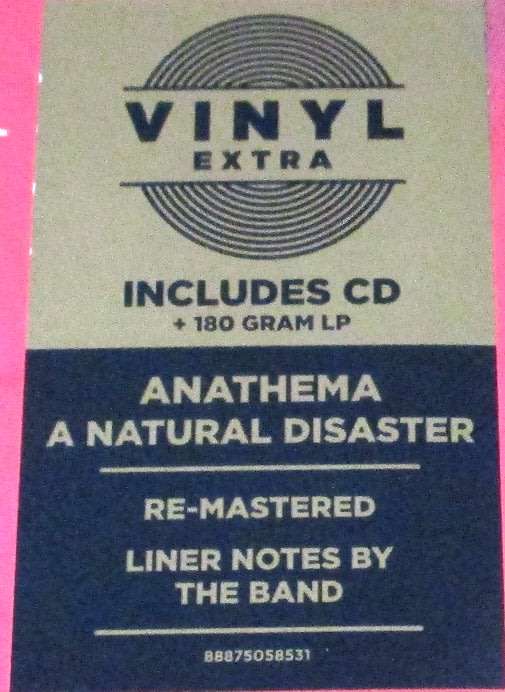 VINYL
EXTRA
INCLUDES CD
+ 180 GRAM LP
ANATHEMA
A NATURAL DISASTER
RE-MASTERED
LINER NOTES BY
THE BAND
88875058531